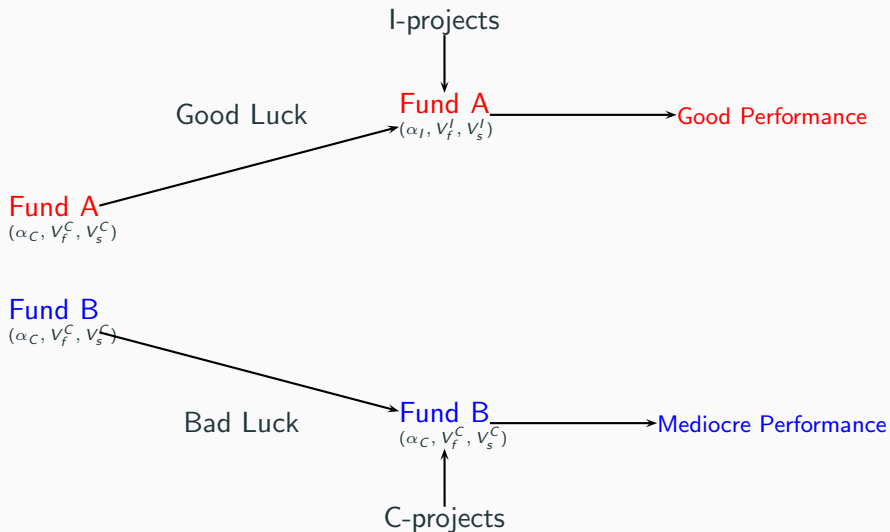 I-projects
Good Luck
Fund A
(α_I, V_f^I, V_s^I)
Good Performance
Fund A
(α_C, V_f^C, V_s^C)
Fund B
(α_C, V_f^C, V_s^C)
Bad Luck
Fund B
(α_C, V_f^C, V_s^C)
Mediocre Performance
C-projects